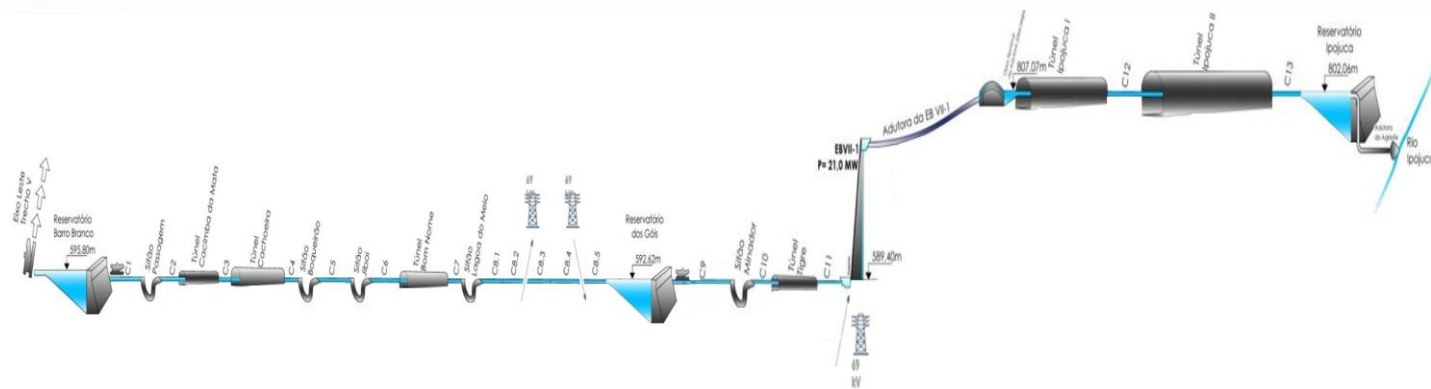 Eixo Leste
Trecho V
Reservatório
Barro Branco
595.80m
C1
Sifão
Passagem
C2
Túnel
Cacimba da Mata
C3
Túnel
Cachoeira
C4
Sifão
Boqueirão
C5
Sifão
C6
Túnel
Bom Nome
C7
Sifão
Lagoa do Meio
C8.1
C8.2
69
C8.3
69
C8.4
C8.5
Reservatório
dos Góis
592.62m
C9
Sifão
Minador
C10
Túnel
Tigre
C11
589.40m
69
kV
EBVII-1
P= 21,0 MW
Adutora da EB VII-1
807.07m
Túnel
Ipojuca I
C12
Túnel
Ipojuca II
C13
Reservatório
Ipojuca
802.06m
Adutora
do Agreste
Rio
Ipojuca